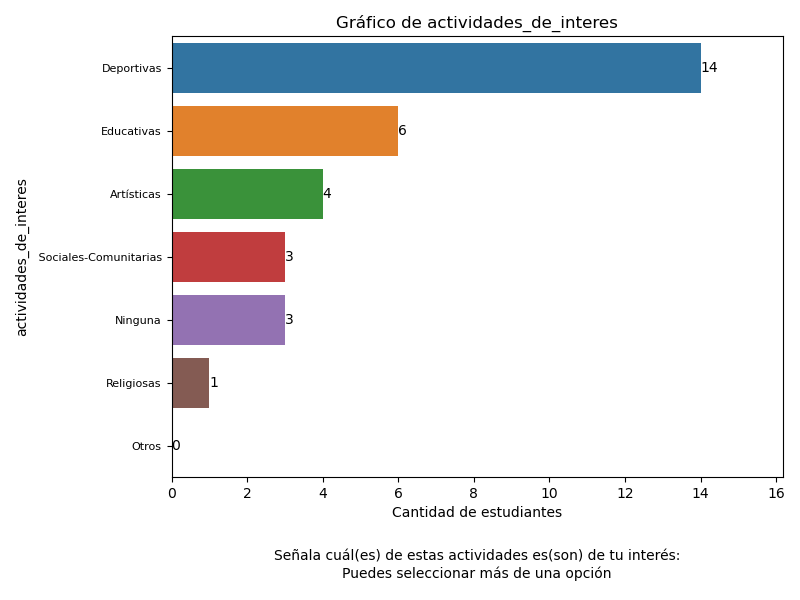 Gráfico de actividades_de_interes
actividades_de_interes
Deportivas
14
Educativas
6
Artísticas
4
Sociales-Comunitarias
3
Ninguna
3
Religiosas
1
Otros
0
0 2 4 6 8 10 12 14 16
Cantidad de estudiantes
Señala cuál(es) de estas actividades es(son) de tu interés:
Puedes seleccionar más de una opción